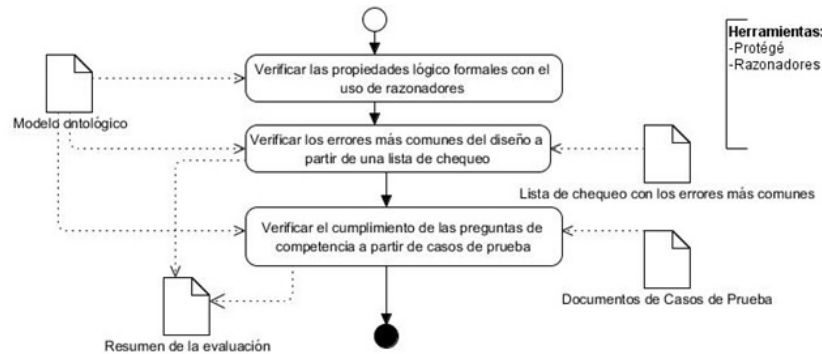 Herramientas:
-Protégé
-Razonadores
Verificar las propiedades lógico formales con el
uso de razonadores
Modelo ontológico
Verificar los errores más comunes del diseño a
partir de una lista de chequeo
Lista de chequeo con los errores más comunes
Verificar el cumplimiento de las preguntas de
competencia a partir de casos de prueba
Documentos de Casos de Prueba
Resumen de la evaluación